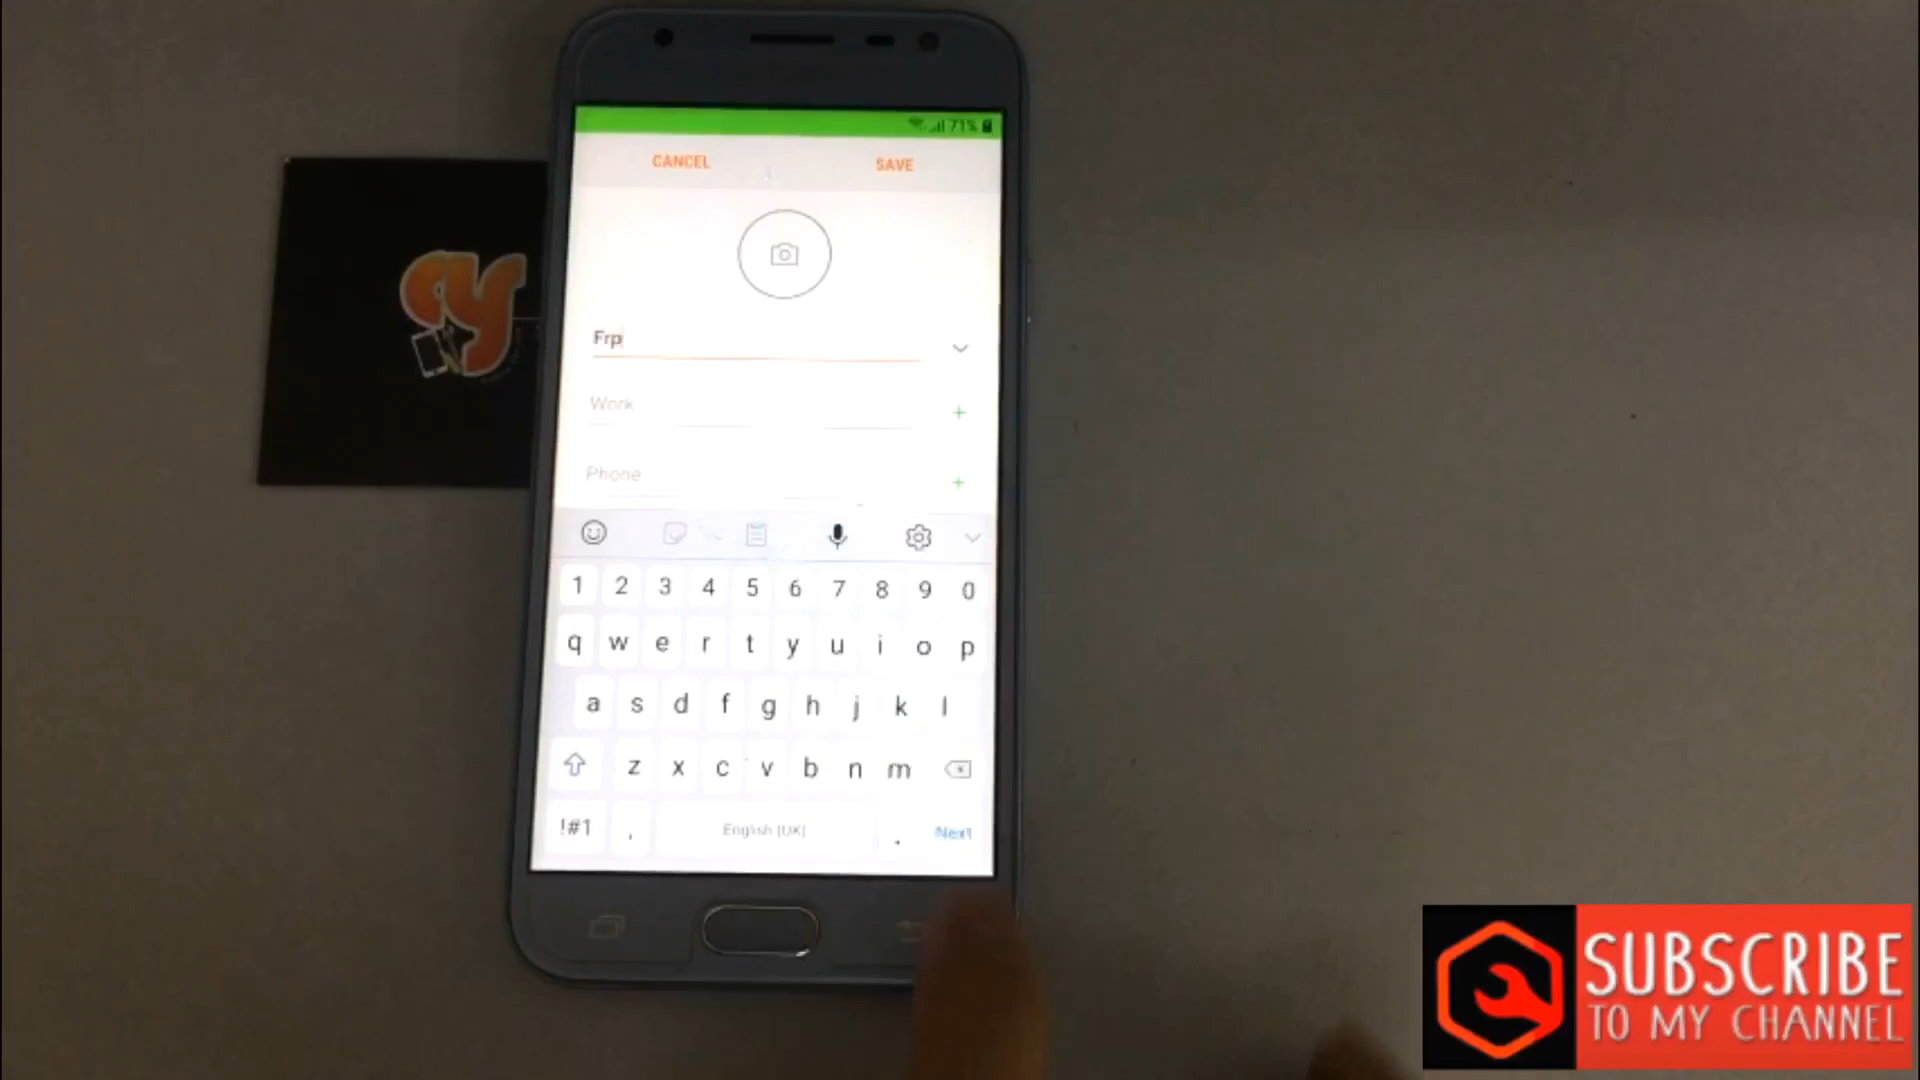 71%
CANCEL SAVE
Frp
Work
Phone
1 2 3 4 5 6 7 8 9 0
q w e r t y u i o p
a s d f g h j k l
z x c v b n m
!#1 , English (UK) . Next
SUBSCRIBE
TO MY CHANNEL